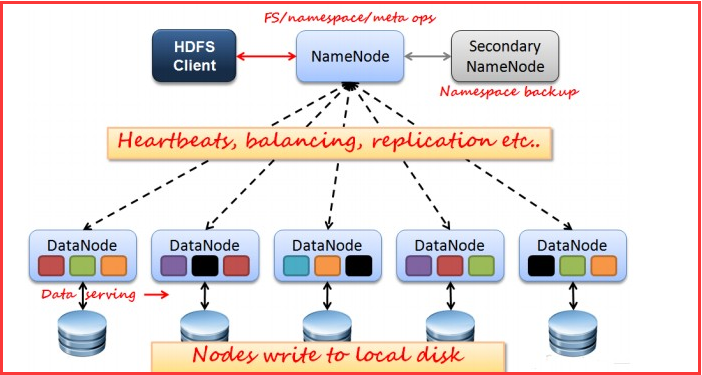 FS/namespace/meta ops
HDFS
Client
NameNode
Secondary
NameNode
Namespace backup
Heartbeats, balancing, replication etc..
DataNode
DataNode
DataNode
DataNode
DataNode
Data serving
Nodes write to local disk